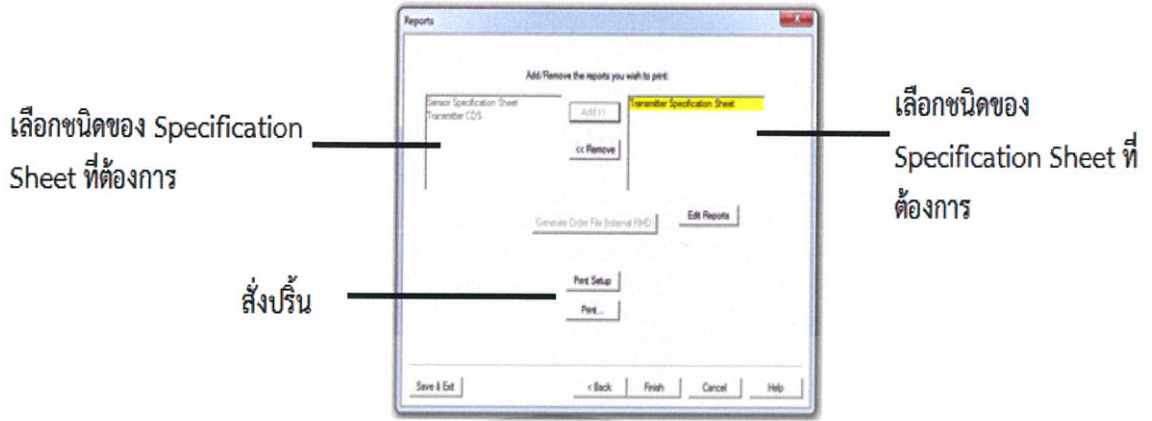 Reports
Add/Remove the reports you wish to print:
Sensor Specification Sheet
Transmitter CDS
Add >>
<< Remove
Transmitter Specification Sheet
เลือกชนิดของ Specification
Sheet ที่ต้องการ
เลือกชนิดของ
Specification Sheet ที่
ต้องการ
Generate Order File (Internal RMD)
Edit Reports
สั่งปริ้น
Print Setup
Print...
Save & Exit
< Back
Finish
Cancel
Help